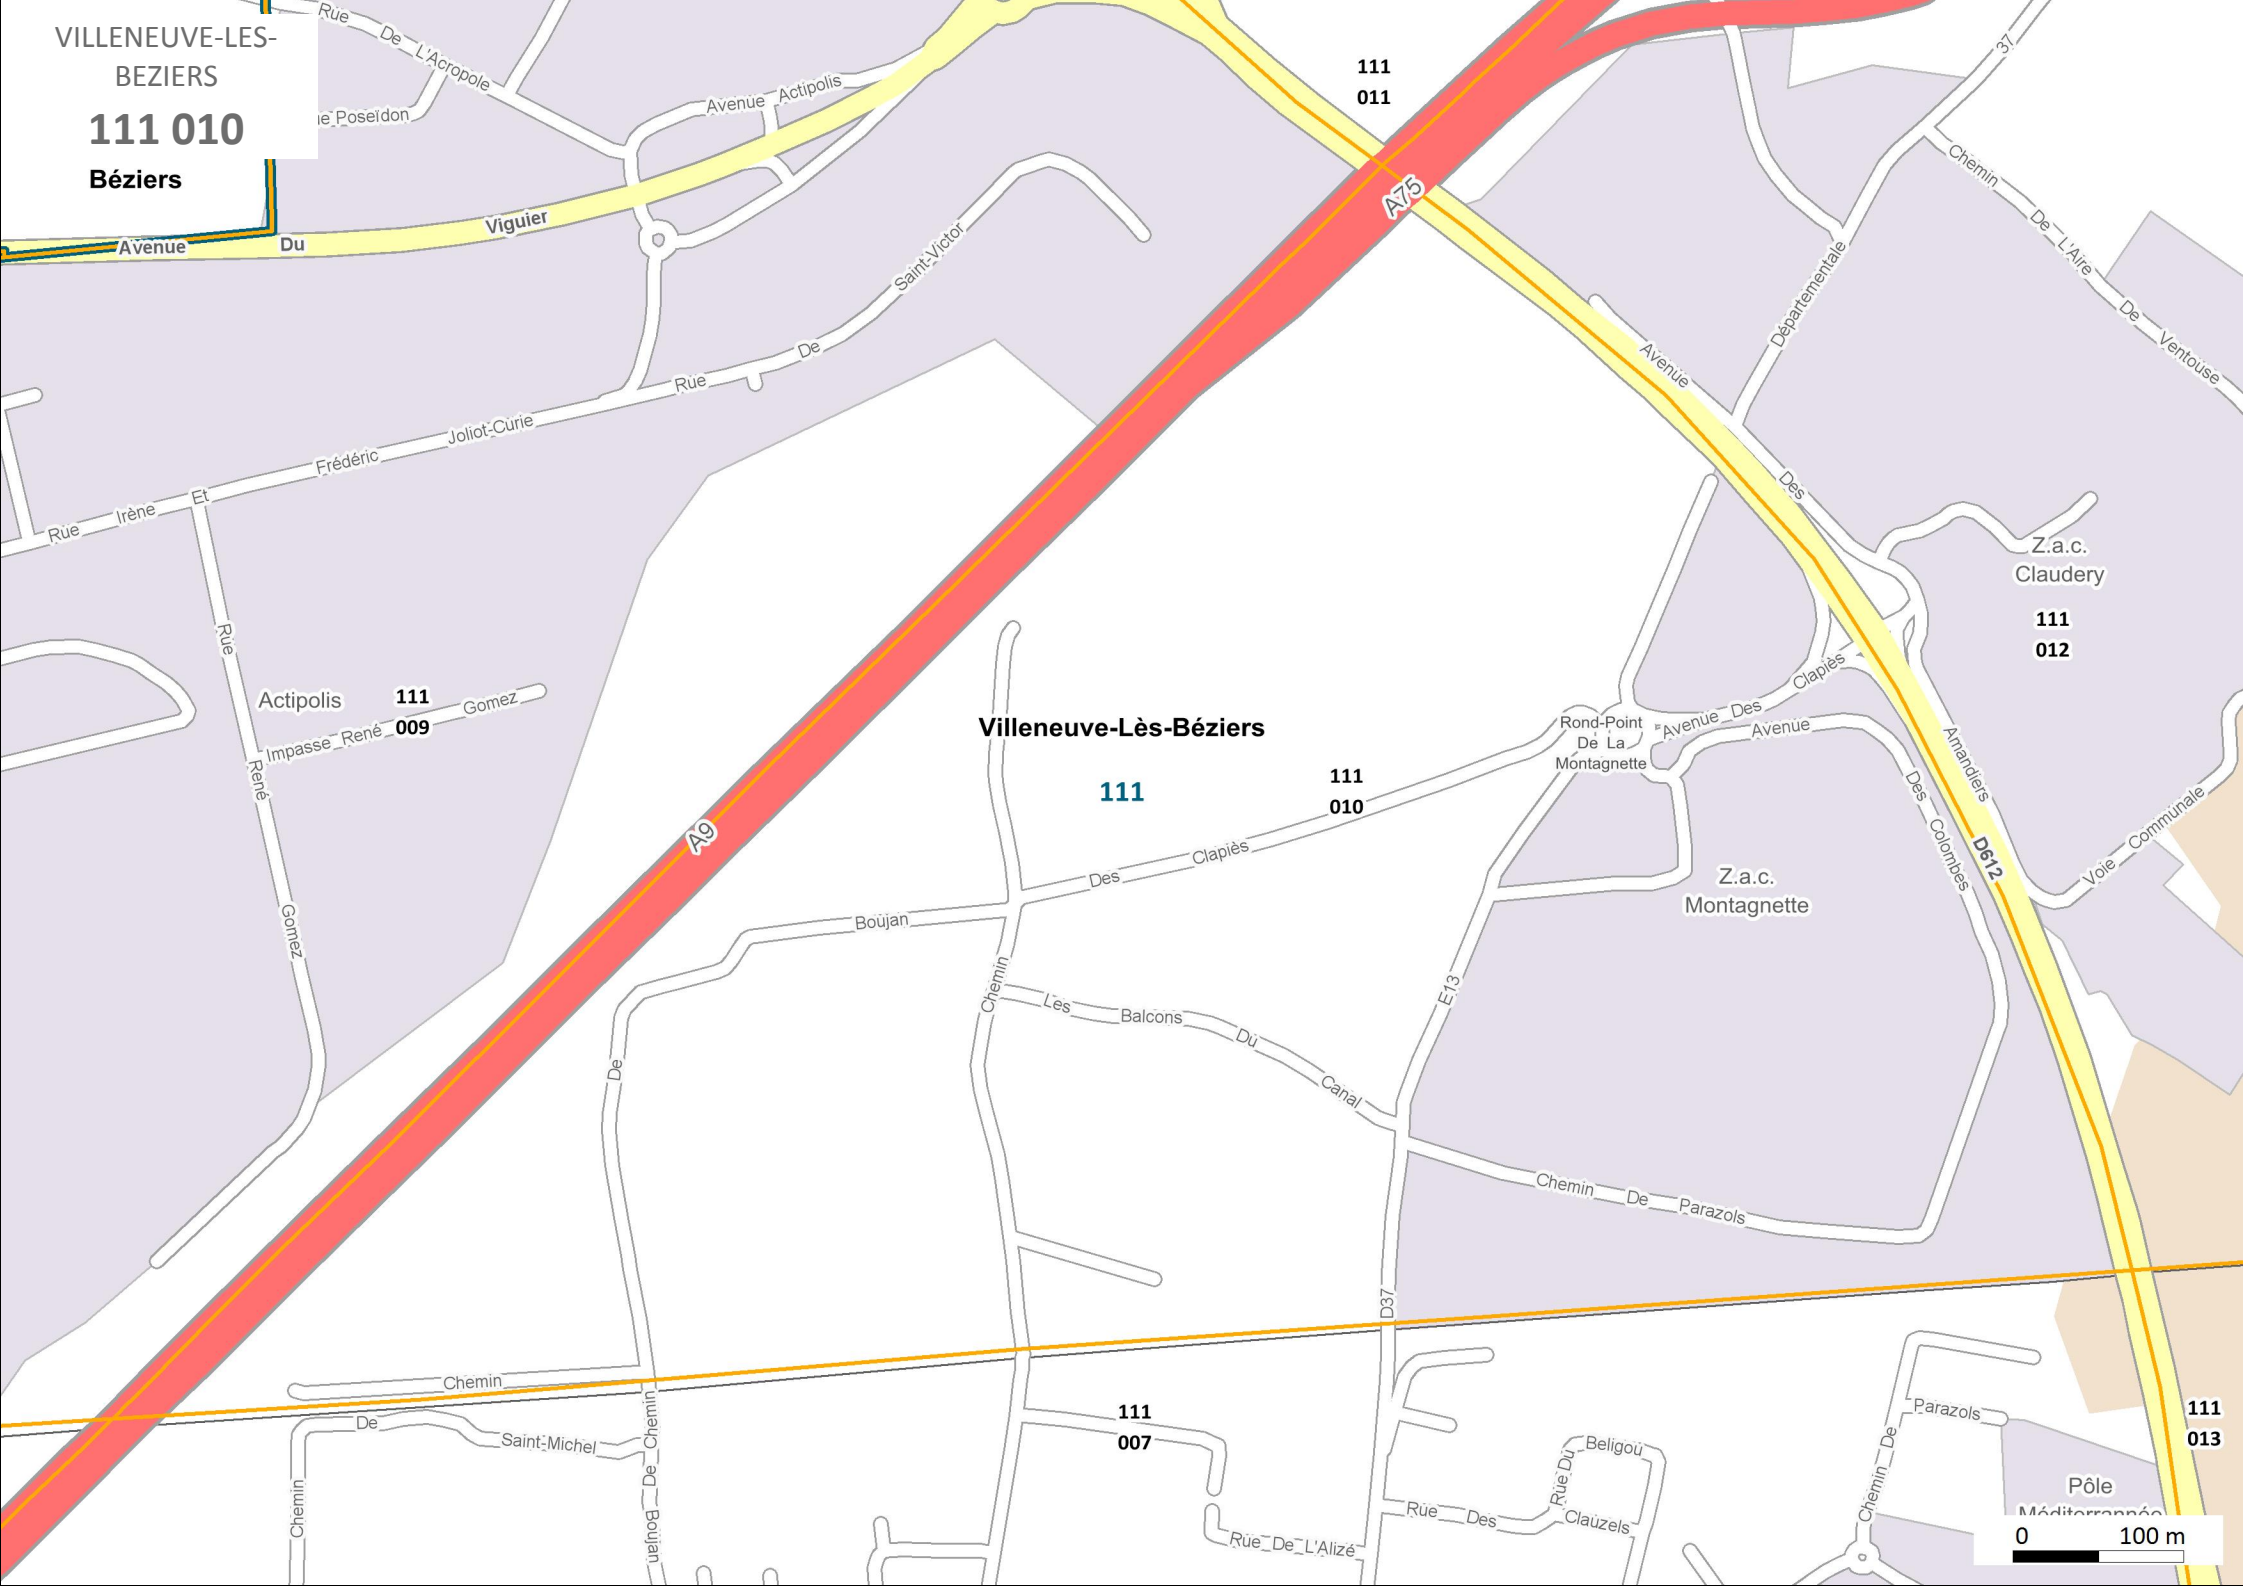 VILLENEUVE-LES-
BEZIERS
111 010
Béziers
Rue De L'Acropole
Poseïdon
Avenue Actipolis
Avenue Du Viguier
111
011
A75
37
Départementale
Chemin De L'Aire De Ventouse
Rue De Saint-Victor
Rue Irène Et Frédéric Joliot-Curie
Avenue Des Amandiers
Z.a.c.
Claudery
111
012
Rue René Gomez
Actipolis
111
009
Impasse René Gomez
Villeneuve-Lès-Béziers
111
111
010
Rond-Point
De La
Montagnette
Avenue Des Clapiès
Avenue Des Colombes
D612
Voie Communale
A9
Chemin De Boujan
Des Clapiès
Z.a.c.
Montagnette
E13
Les Balcons Du Canal
Chemin De Parazols
D37
Chemin
Chemin De Saint-Michel
Chemin De Boujan
111
007
Rue De L'Alizé
Rue Des Clauzels
Rue Du Beligou
Chemin De Parazols
111
013
Pôle
Méditerranée
0 100 m